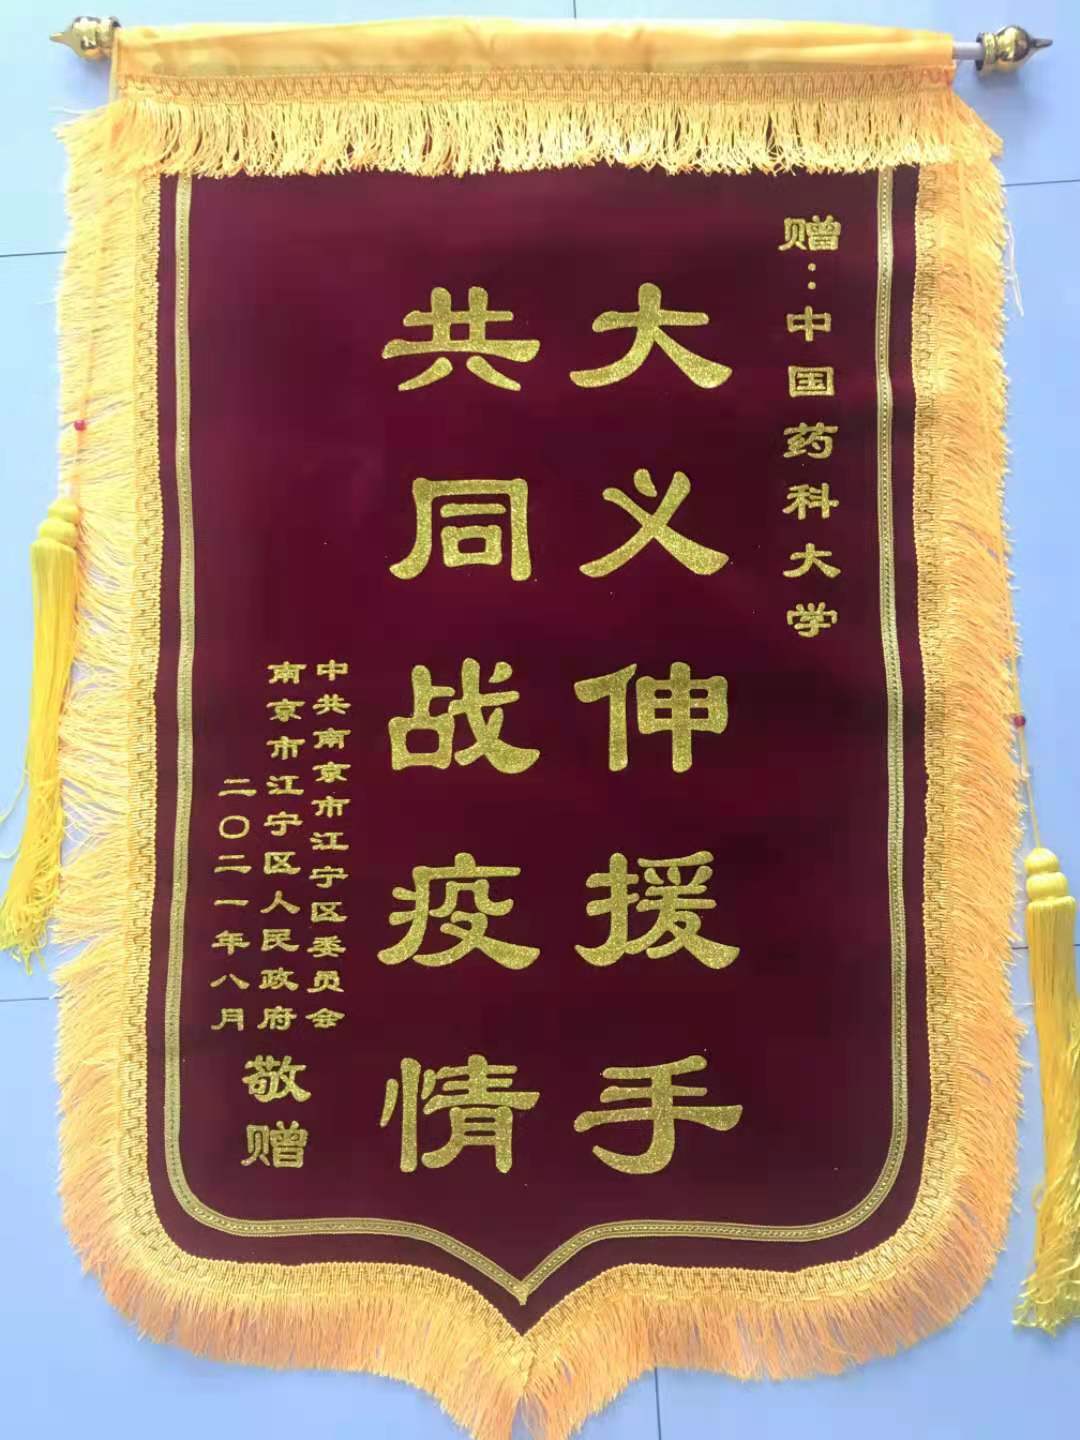 赠：中国药科大学
大义伸援手
共同战疫情
中共南京市江宁区委员会
南京市江宁区人民政府
二〇二一年八月
敬赠